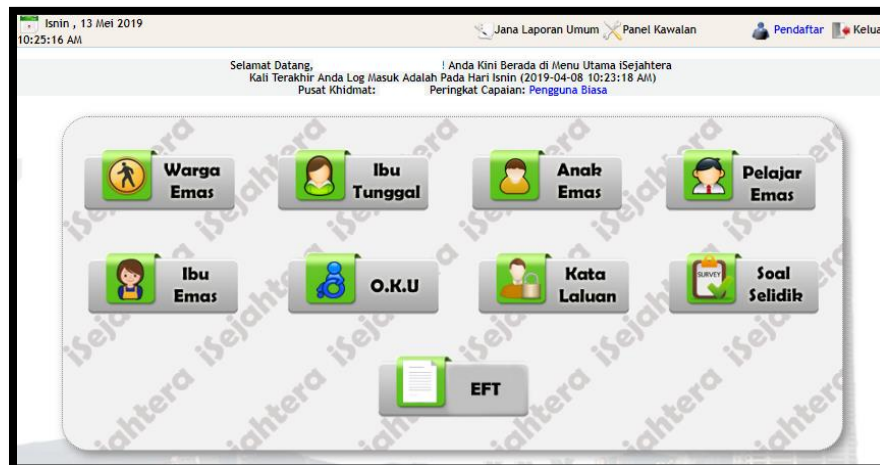 Isnin , 13 Mei 2019
10:25:16 AM
Jana Laporan Umum Panel Kawalan Pendaftar Kelua
Selamat Datang, ! Anda Kini Berada di Menu Utama iSejahtera
Kali Terakhir Anda Log Masuk Adalah Pada Hari Isnin (2019-04-08 10:23:18 AM)
Pusat Khidmat: Peringkat Capaian: Pengguna Biasa
Warga
Emas
Ibu
Tunggal
Anak
Emas
Pelajar
Emas
Ibu
Emas
O.K.U
Kata
Laluan
SURVEY
Soal
Selidik
EFT
iSejahtera